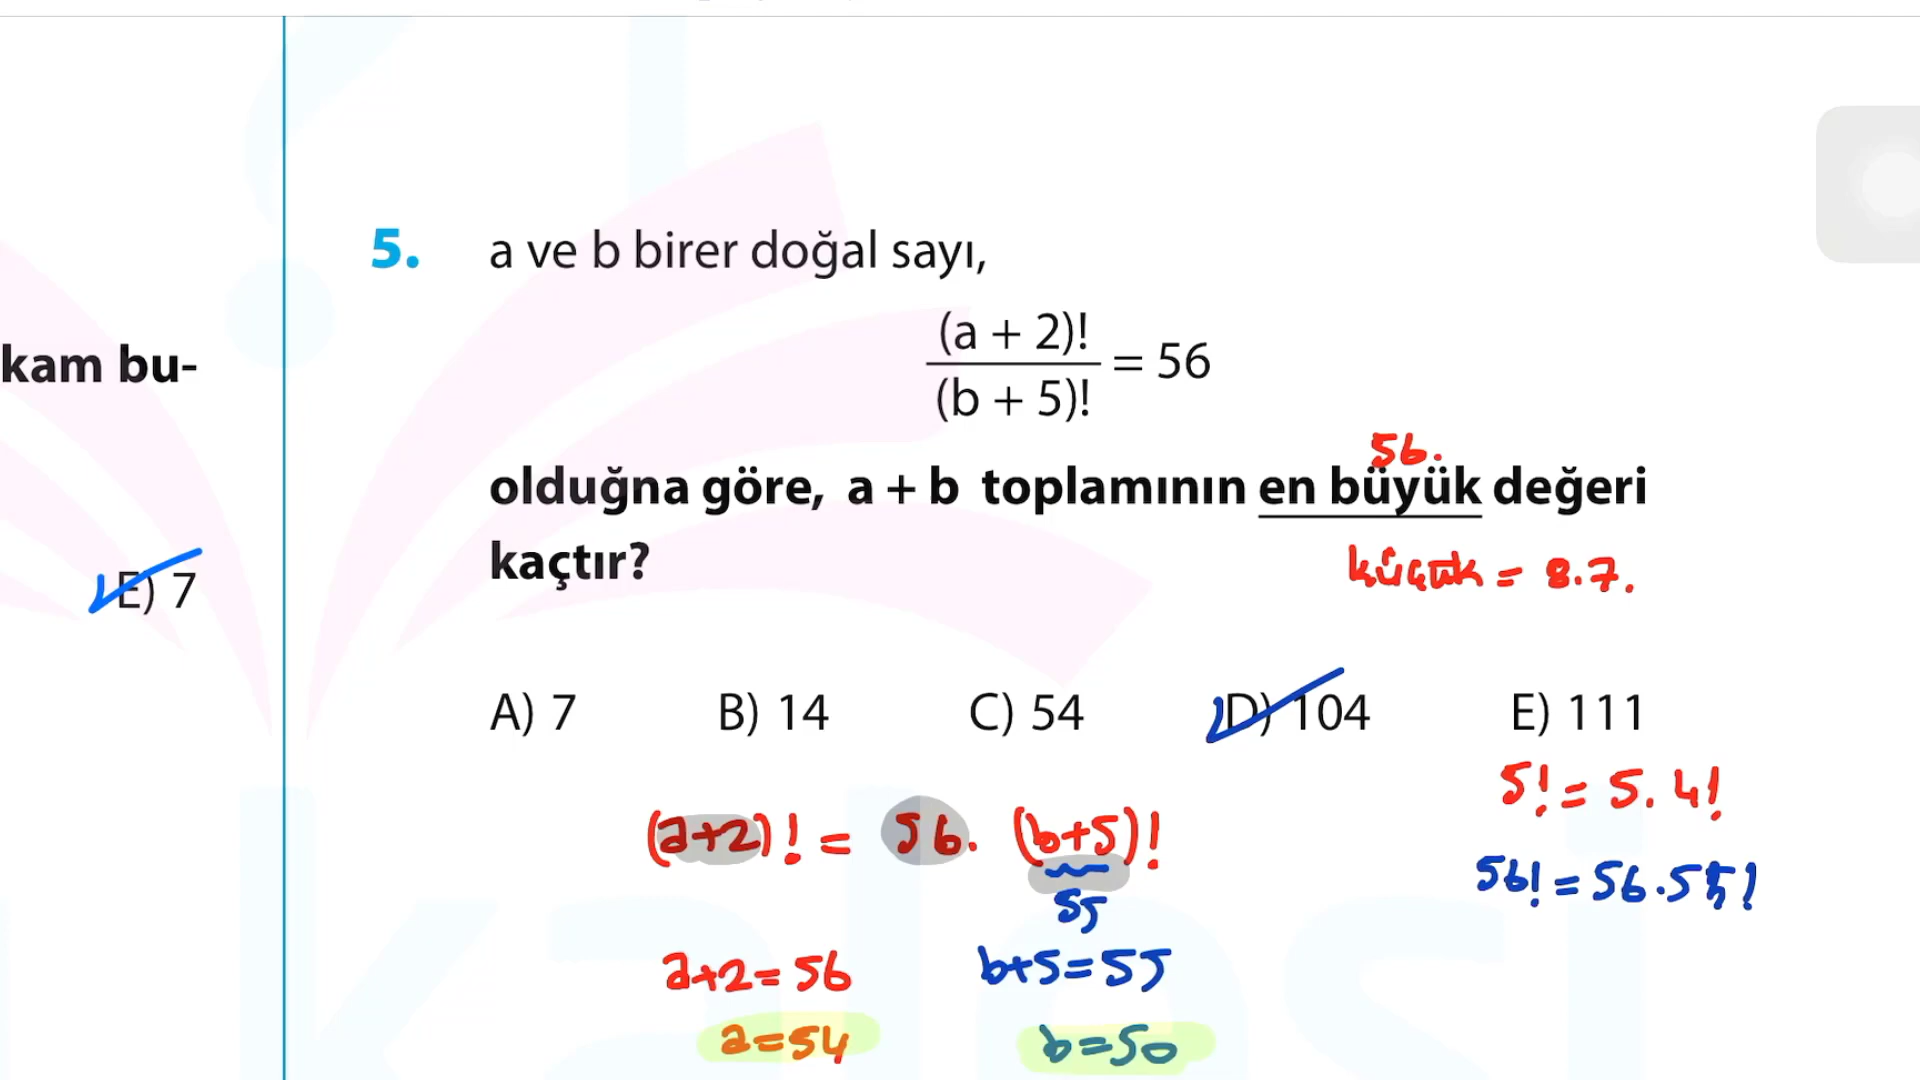 kam bu-
E) 7
5. a ve b birer doğal sayı,
(a + 2)!
(b + 5)!
= 56
56.
olduğna göre, a + b toplamının en büyük değeri
kaçtır?
küçük = 8.7.
A) 7 B) 14 C) 54 D) 104 E) 111
5! = 5.4!
(a+2)! = 56. (b+5)!
55
56! = 56.55!
a+2=56 b+5=55
a=54 b=50